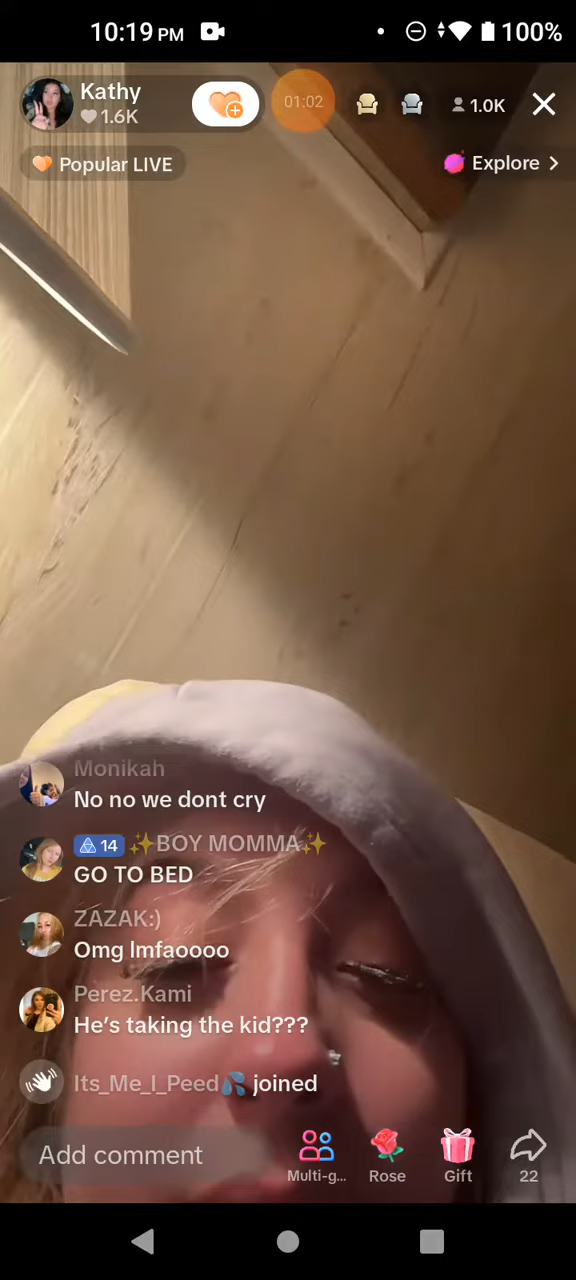 10:19 PM
100%
Kathy
1.6K
01:02
1.0K
Popular LIVE
Explore
Monikah
No no we dont cry
14 ✨BOY MOMMA✨
GO TO BED
ZAZAK:)
Omg lmfaoooo
Perez.Kami
He's taking the kid???
Its_Me_I_Peed💦 joined
Add comment
Multi-g...
Rose
Gift
22